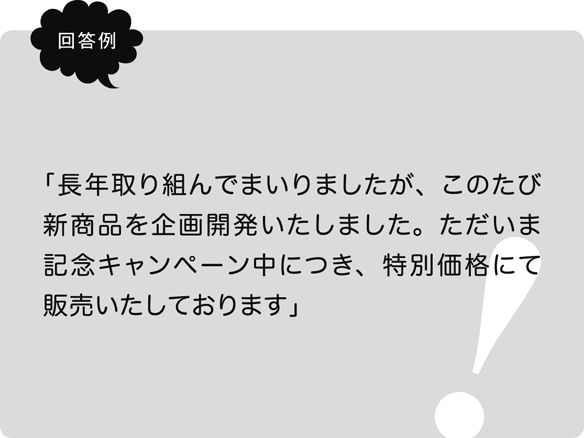 回答例
「長年取り組んでまいりましたが、このたび
新商品を企画開発いたしました。ただいま
記念キャンペーン中につき、特別価格にて
販売いたしております」